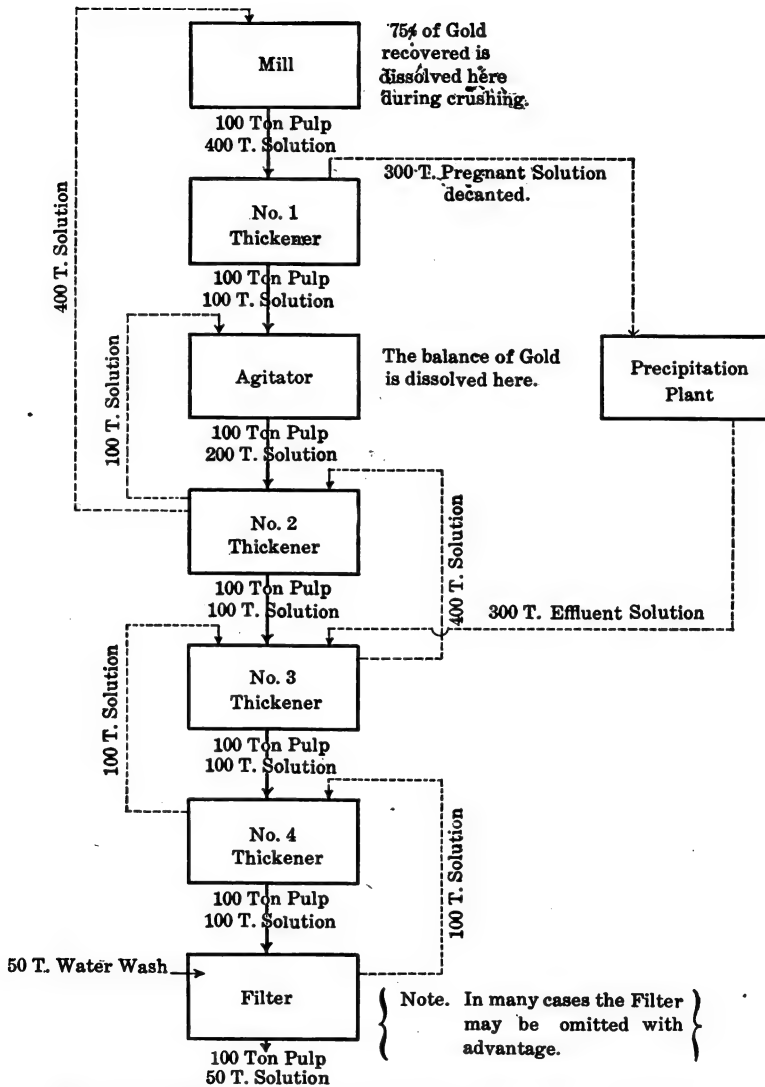 Mill
75% of Gold
recovered is
dissolved here
during crushing.
100 Ton Pulp
400 T. Solution
300 T. Pregnant Solution
decanted.
No. 1
Thickener
400 T. Solution
100 Ton Pulp
100 T. Solution
100 T. Solution
Agitator
The balance of Gold
is dissolved here.
Precipitation
Plant
100 Ton Pulp
200 T. Solution
No. 2
Thickener
400 T. Solution
100 Ton Pulp
100 T. Solution
300 T. Effluent Solution
100 T. Solution
No. 3
Thickener
100 Ton Pulp
100 T. Solution
No. 4
Thickener
100 T. Solution
100 Ton Pulp
100 T. Solution
50 T. Water Wash
Filter
Note. In many cases the Filter
may be omitted with
advantage.
100 Ton Pulp
50 T. Solution